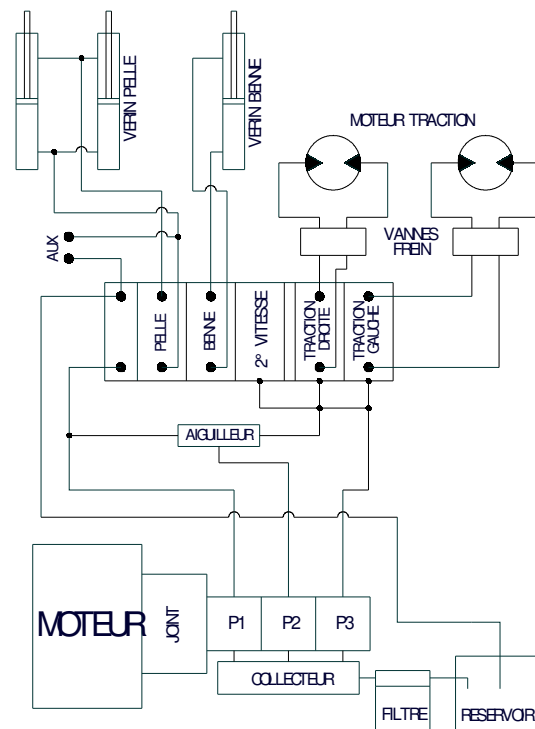 VERIN PELLE
VERIN BENNE
MOTEUR TRACTION
VANNES
FREIN
AUX
PELLE
BENNE
2° VITESSE
TRACTION
DROITE
TRACTION
GAUCHE
AIGUILLEUR
MOTEUR
JOINT
P1
P2
P3
COLLECTEUR
FILTRE
RESERVOIR